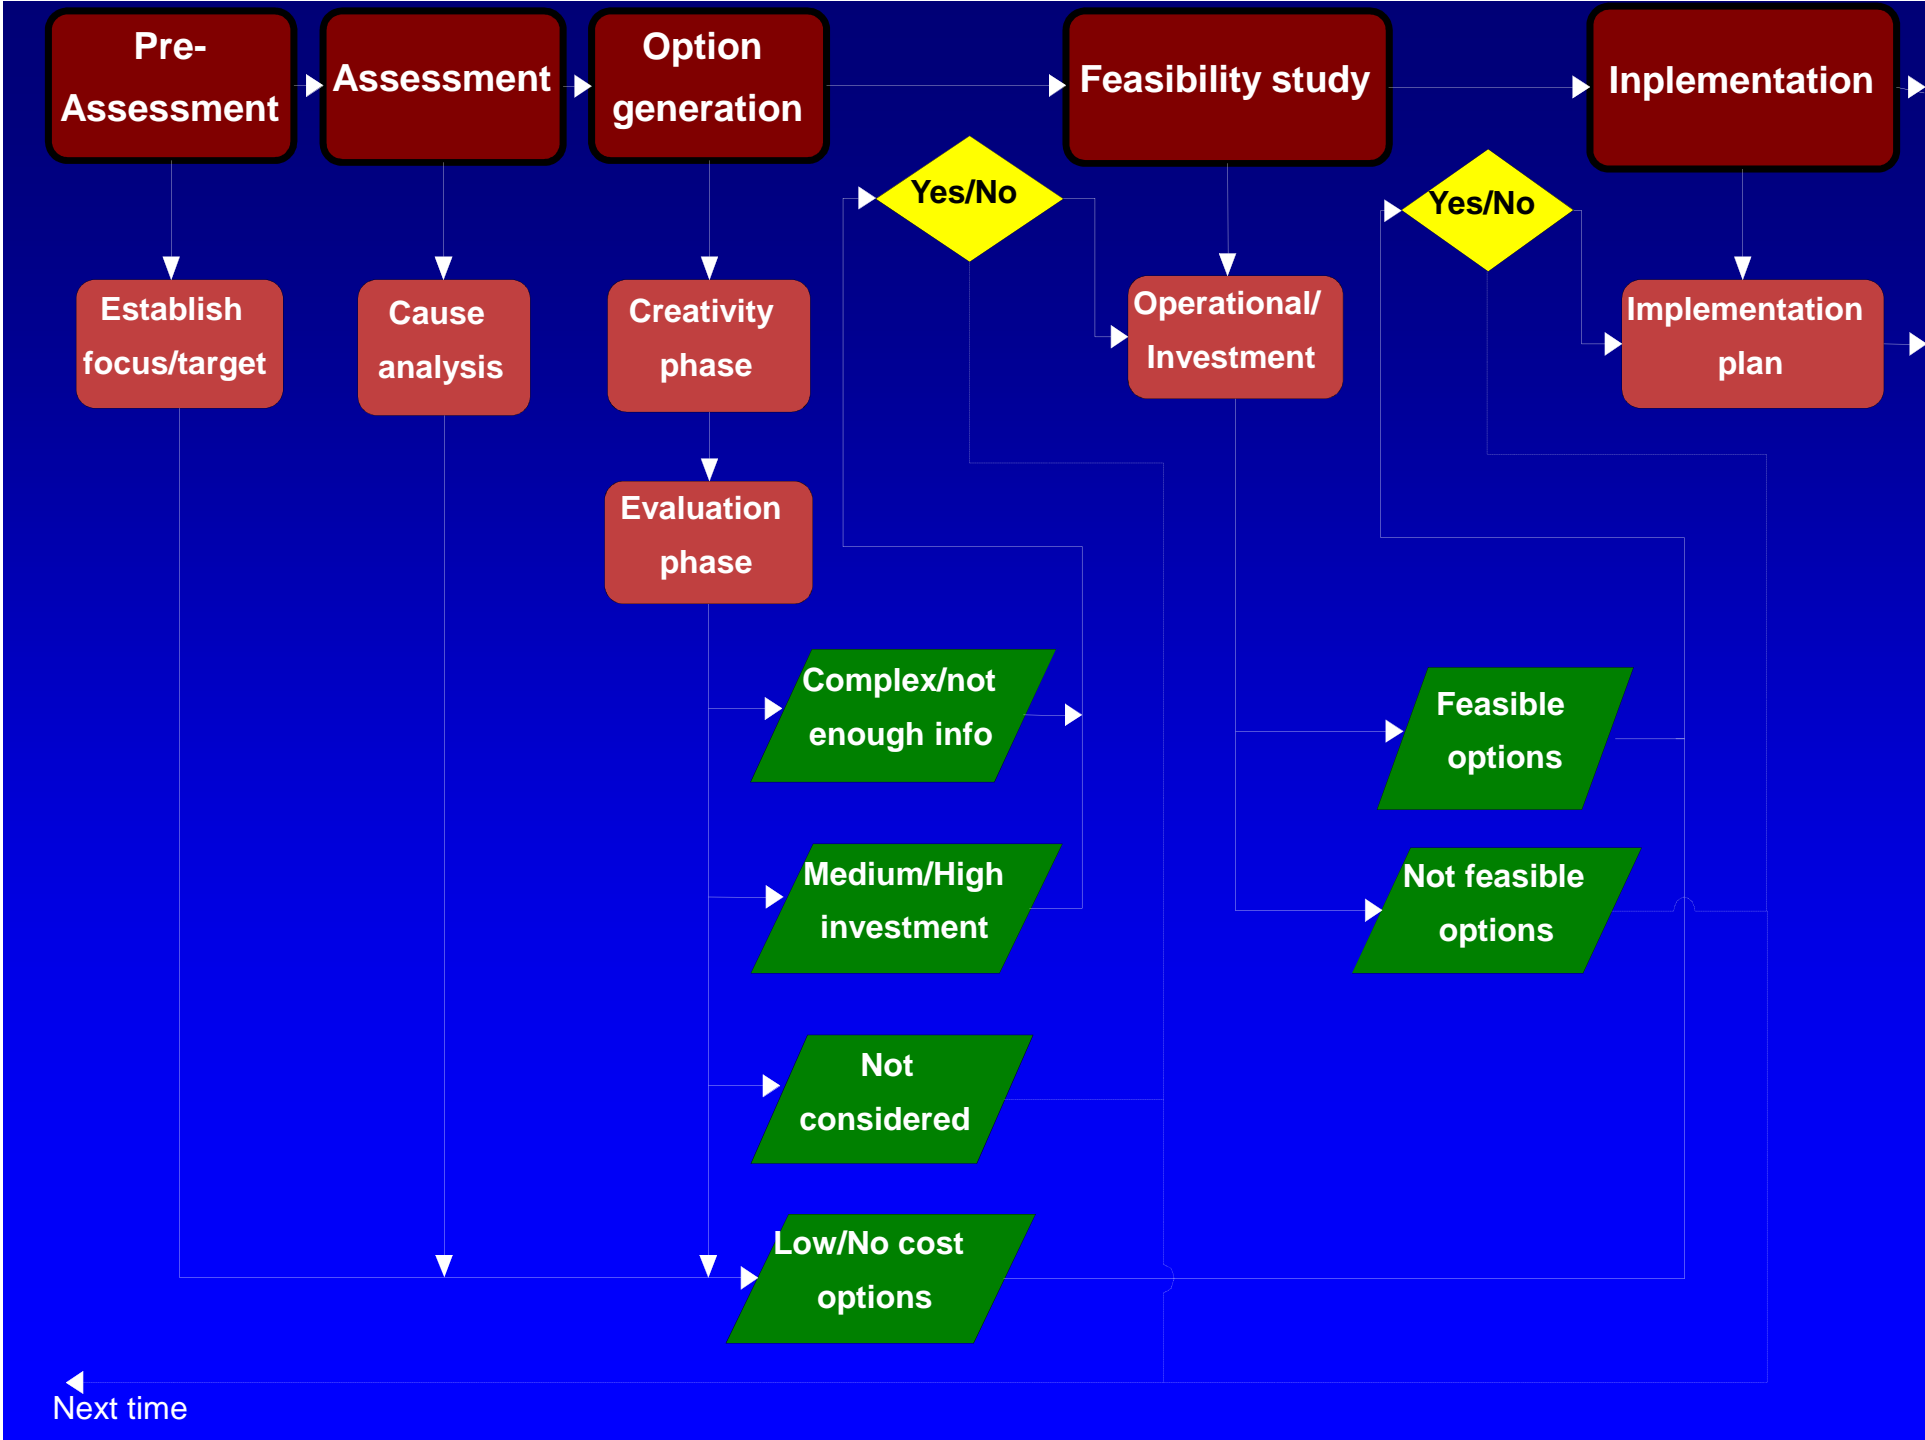 Pre-
Assessment
Assessment
Option
generation
Feasibility study
Inplementation
Yes/No
Yes/No
Establish
focus/target
Cause
analysis
Creativity
phase
Operational/
Investment
Implementation
plan
Evaluation
phase
Complex/not
enough info
Feasible
options
Medium/High
investment
Not feasible
options
Not
considered
Low/No cost
options
Next time